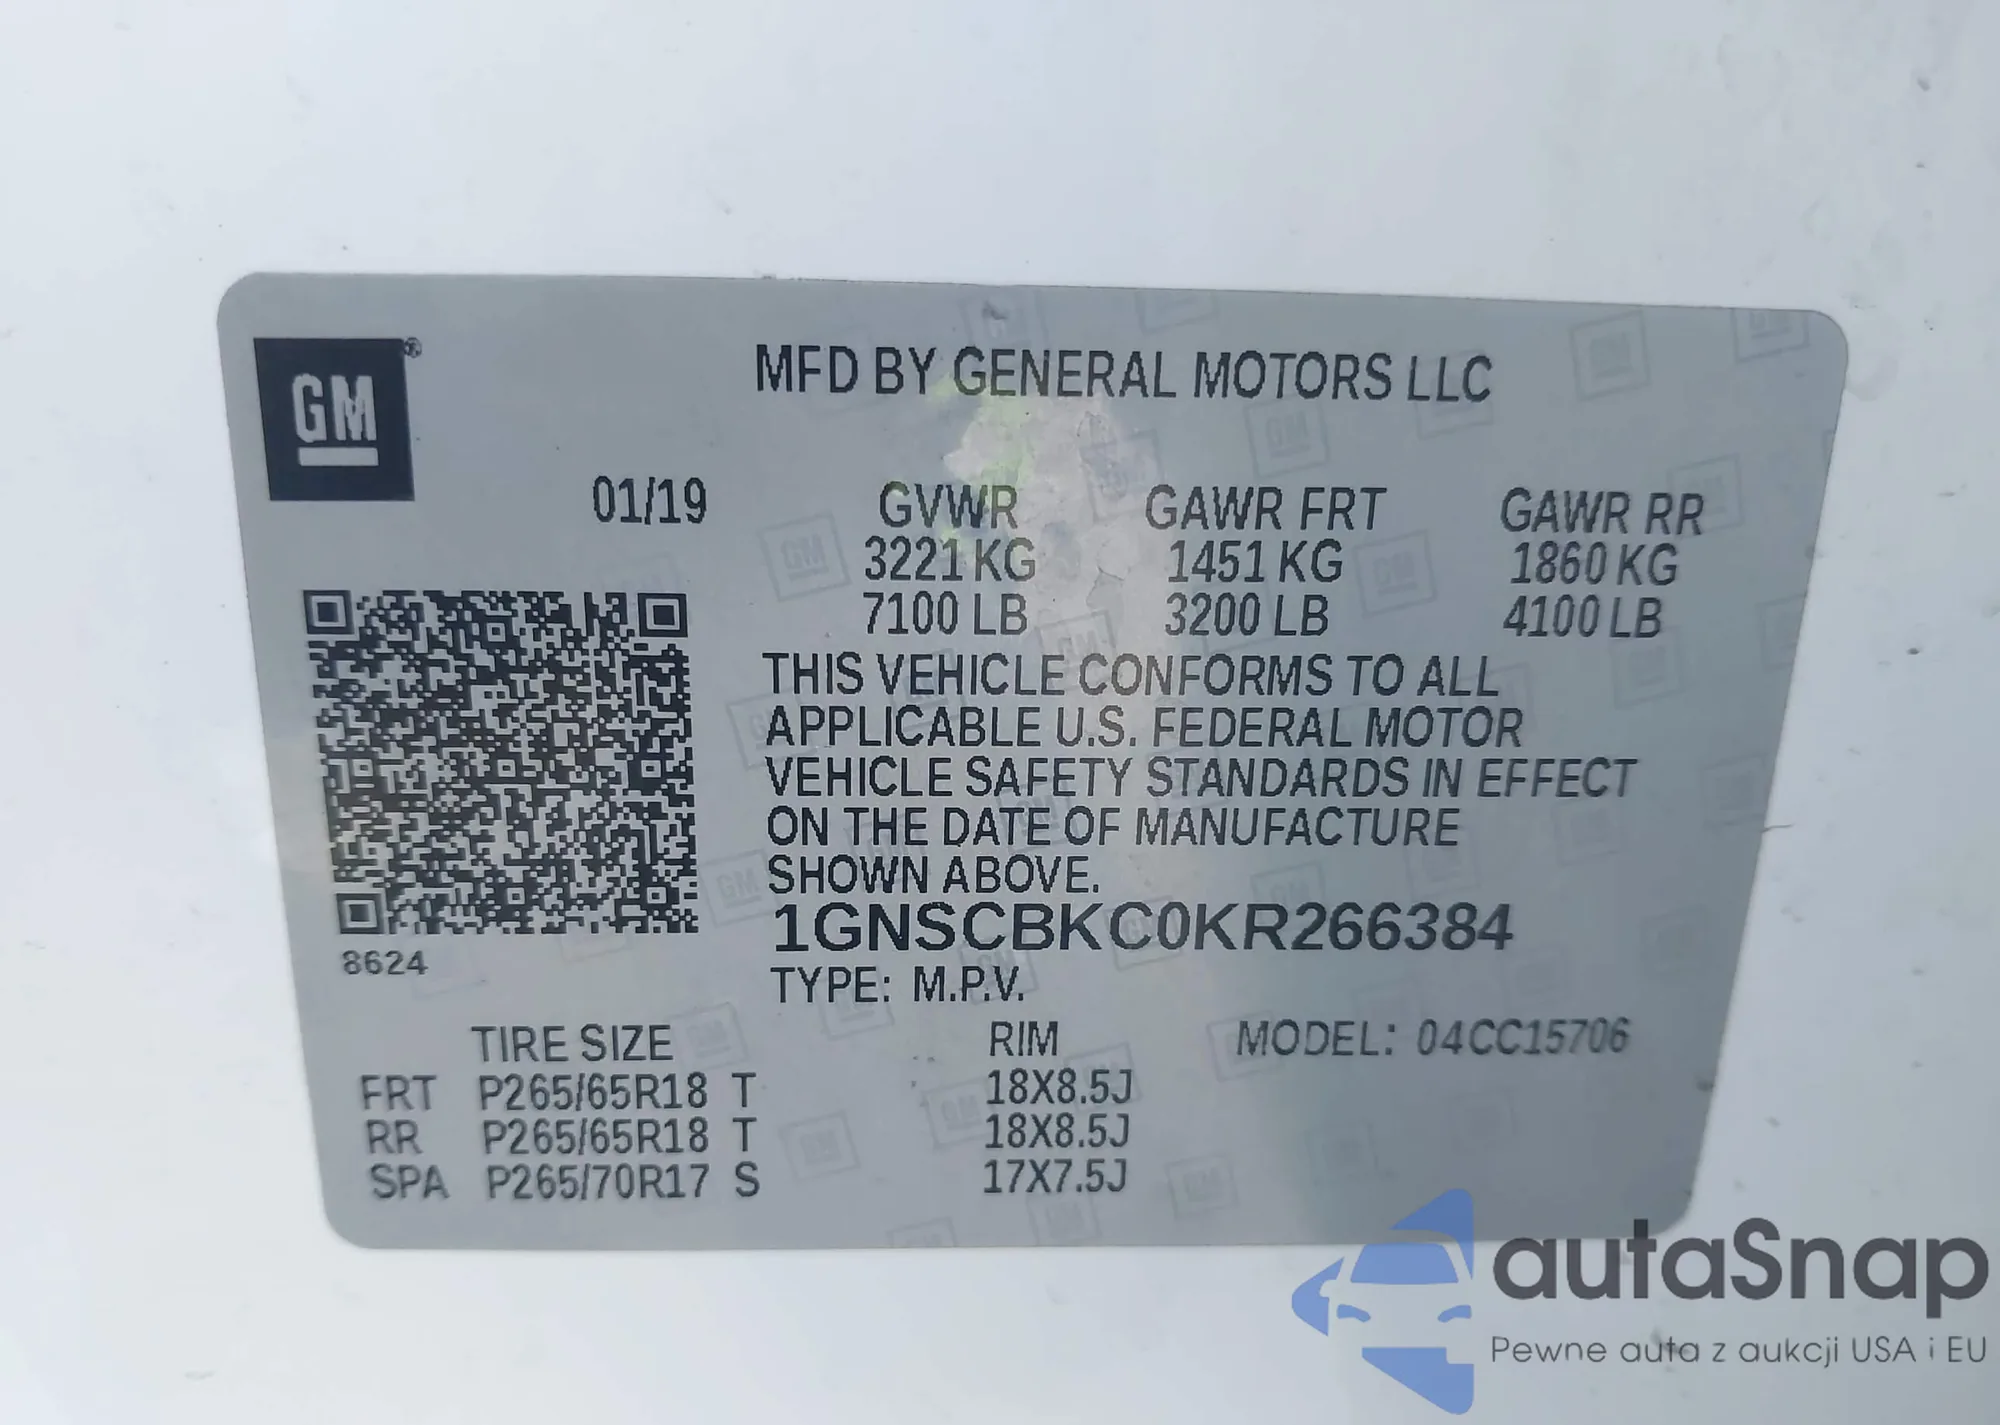 GM®
MFD BY GENERAL MOTORS LLC
01/19 GVWR GAWR FRT GAWR RR
3221 KG 1451 KG 1860 KG
7100 LB 3200 LB 4100 LB
THIS VEHICLE CONFORMS TO ALL
APPLICABLE U.S. FEDERAL MOTOR
VEHICLE SAFETY STANDARDS IN EFFECT
ON THE DATE OF MANUFACTURE
SHOWN ABOVE.
1GNSCBKC0KR266384
8624
TYPE: M.P.V.
TIRE SIZE RIM MODEL: 04CC15706
FRT P265/65R18 T 18X8.5J
RR P265/65R18 T 18X8.5J
SPA P265/70R17 S 17X7.5J
autaSnap
Pewne auta z aukcji USA i EU